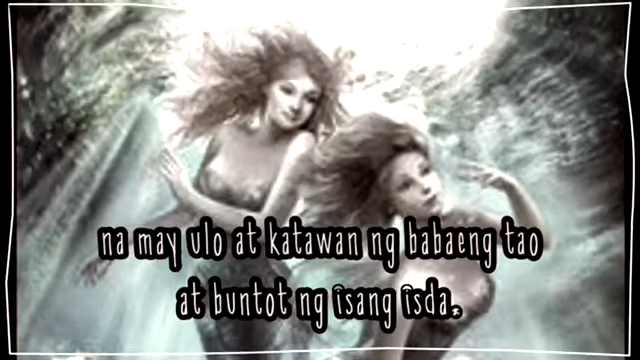 na may ulo at katawan ng babaeng tao
at buntot ng isang isda.